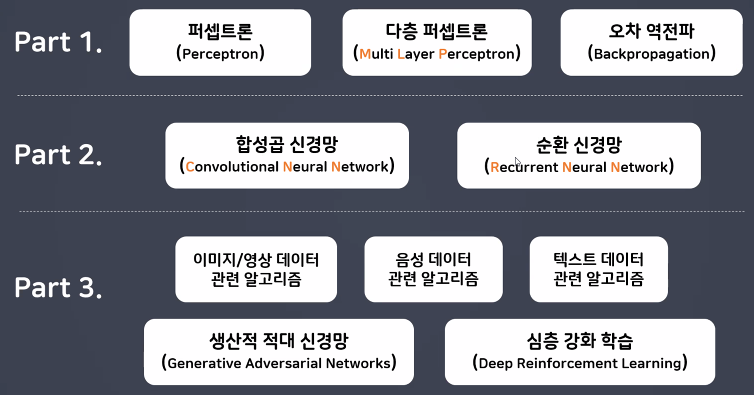 Part 1.
퍼셉트론
(Perceptron)
다층 퍼셉트론
(Multi Layer Perceptron)
오차 역전파
(Backpropagation)
Part 2.
합성곱 신경망
(Convolutional Neural Network)
순환 신경망
(Recurrent Neural Network)
Part 3.
이미지/영상 데이터
관련 알고리즘
음성 데이터
관련 알고리즘
텍스트 데이터
관련 알고리즘
생산적 적대 신경망
(Generative Adversarial Networks)
심층 강화 학습
(Deep Reinforcement Learning)